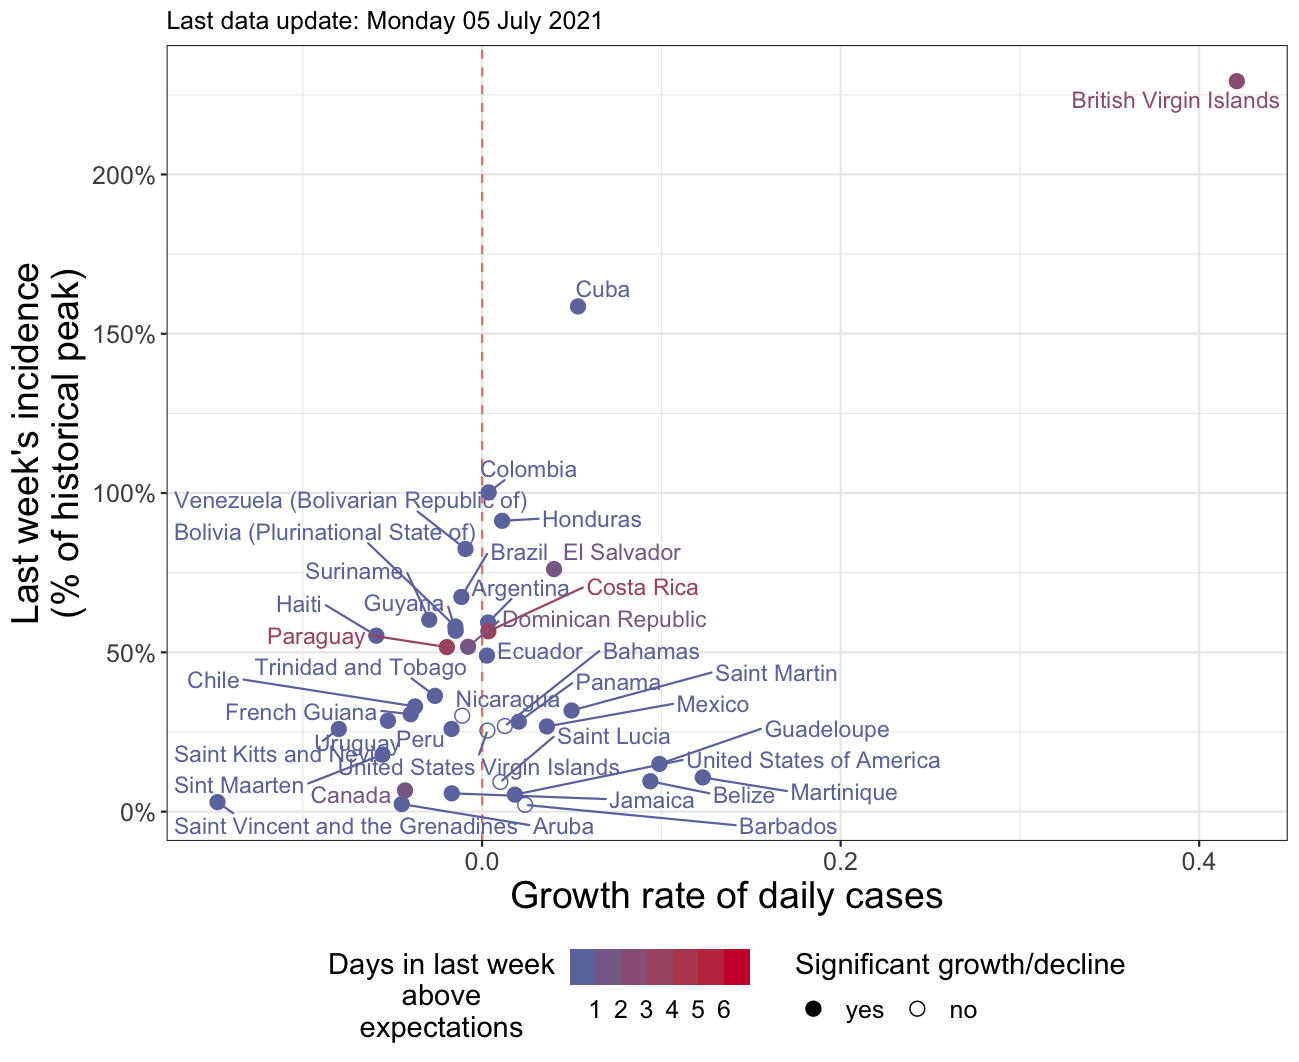 Last data update: Monday 05 July 2021
Last week's incidence
(% of historical peak)
200%
150%
100%
50%
0%
British Virgin Islands
Cuba
Colombia
Venezuela (Bolivarian Republic of)
Honduras
Bolivia (Plurinational State of)
Brazil
El Salvador
Suriname
Argentina
Costa Rica
Haiti
Guyana
Dominican Republic
Paraguay
Ecuador
Bahamas
Trinidad and Tobago
Saint Martin
Chile
Panama
Nicaragua
Mexico
French Guiana
Guadeloupe
Uruguay
Peru
Saint Lucia
Saint Kitts and Nevis
United States of America
United States Virgin Islands
Sint Maarten
Martinique
Canada
Jamaica
Belize
Saint Vincent and the Grenadines
Aruba
Barbados
0.0
0.2
0.4
Growth rate of daily cases
Days in last week
above
expectations
1 2 3 4 5 6
Significant growth/decline
yes
no